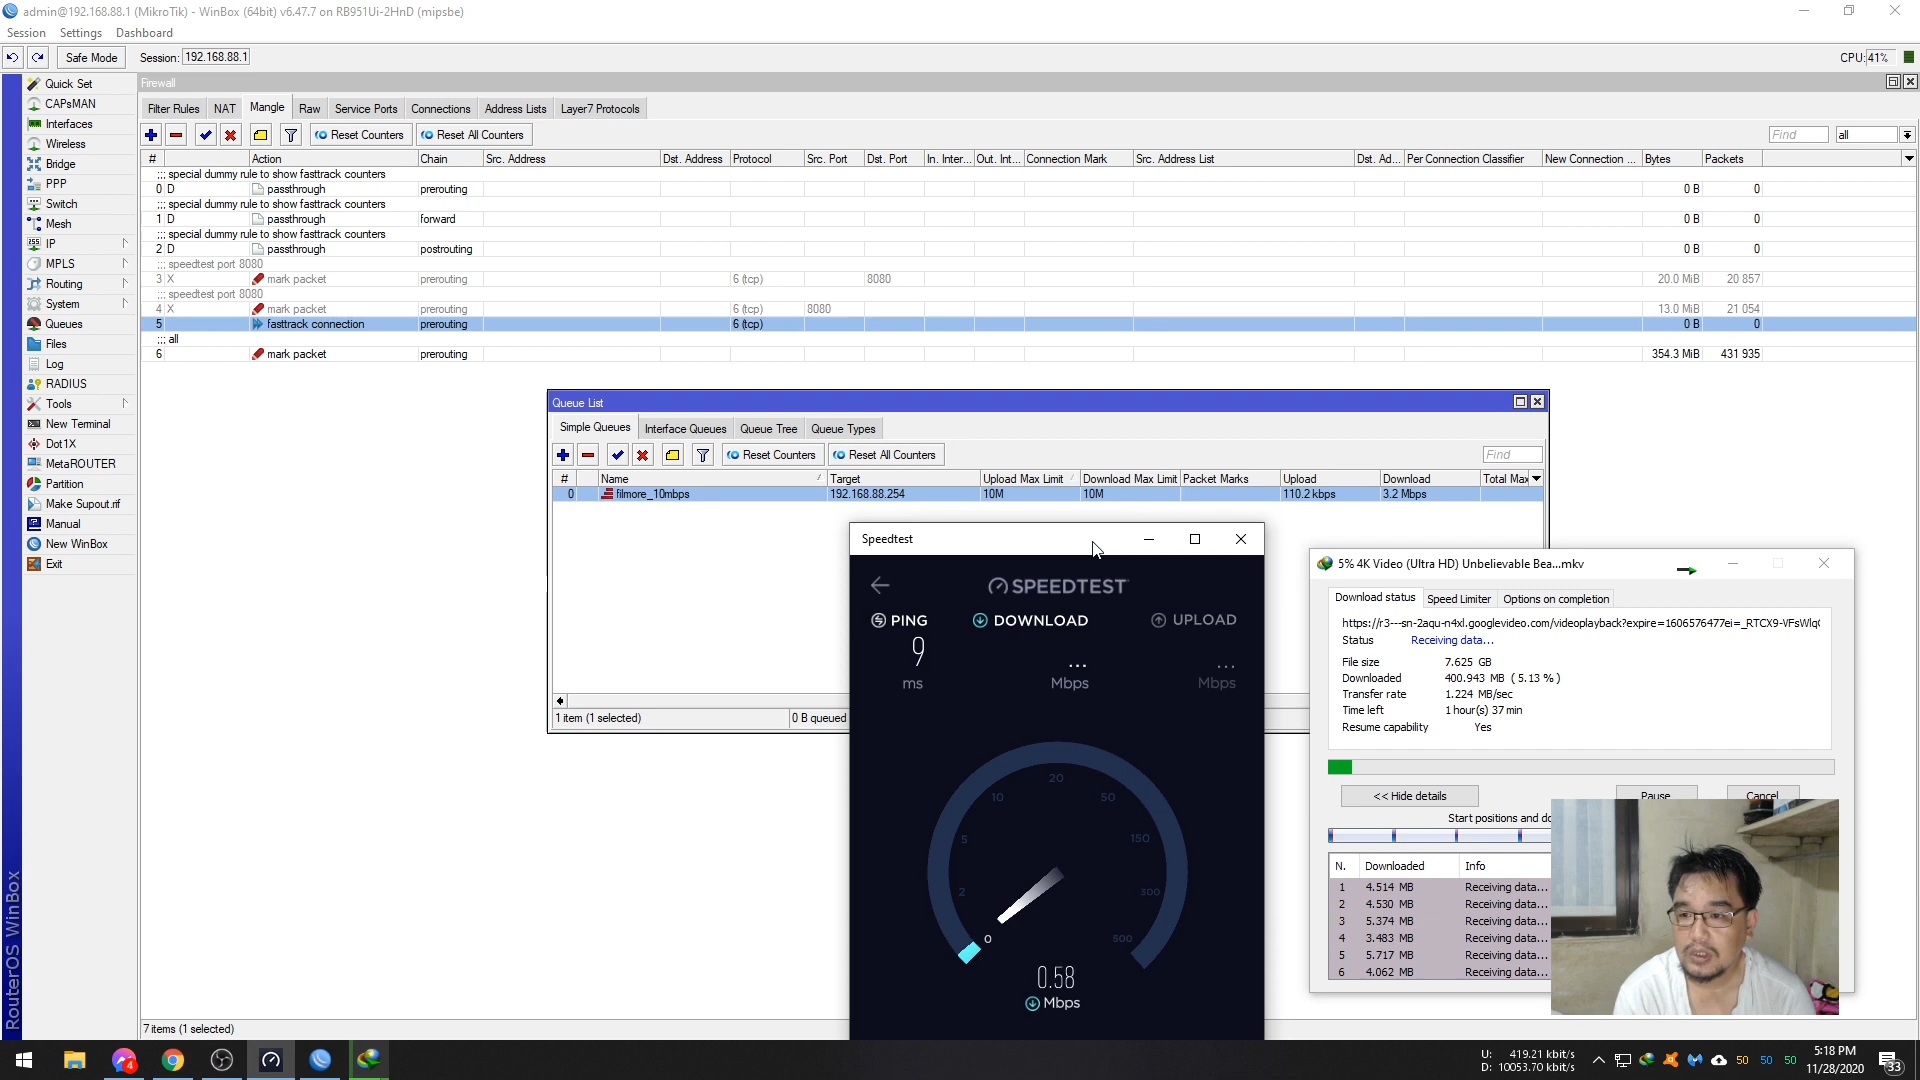 admin@192.168.88.1 (MikroTik) - WinBox (64bit) v6.47.7 on RB951Ui-2HnD (mipsbe)
Session Settings Dashboard
Safe Mode Session: 192.168.88.1 CPU: 41%
Quick Set
CAPsMAN
Interfaces
Wireless
Bridge
PPP
Switch
Mesh
IP
MPLS
Routing
System
Queues
Files
Log
RADIUS
Tools
New Terminal
Dot1X
MetaROUTER
Partition
Make Supout.rif
Manual
New WinBox
Exit
RouterOS WinBox
Firewall
Filter Rules NAT Mangle Raw Service Ports Connections Address Lists Layer7 Protocols
Reset Counters Reset All Counters Find all
# Action Chain Src. Address Dst. Address Protocol Src. Port Dst. Port In. Inter... Out. Int... Connection Mark Src. Address List Dst. Ad... Per Connection Classifier New Connection ... Bytes Packets
::: special dummy rule to show fasttrack counters
0 D passthrough prerouting 0 B 0
::: special dummy rule to show fasttrack counters
1 D passthrough forward 0 B 0
::: special dummy rule to show fasttrack counters
2 D passthrough postrouting 0 B 0
::: speedtest port 8080
3 X mark packet prerouting 6 (tcp) 8080 20.0 MiB 20 857
::: speedtest port 8080
4 X mark packet prerouting 6 (tcp) 8080 13.0 MiB 21 054
5 fasttrack connection prerouting 6 (tcp) 0 B 0
::: all
6 mark packet prerouting 354.3 MiB 431 935
7 items (1 selected)
Queue List
Simple Queues Interface Queues Queue Tree Queue Types
Reset Counters Reset All Counters Find
# Name Target Upload Max Limit Download Max Limit Packet Marks Upload Download Total Max
0 filmore_10mbps 192.168.88.254 10M 10M 110.2 kbps 3.2 Mbps
1 item (1 selected) 0 B queued
Speedtest
SPEEDTEST
PING DOWNLOAD UPLOAD
9 ... ...
ms Mbps Mbps
0
2
5
10
20
50
150
300
500
0.58
Mbps
5% 4K Video (Ultra HD) Unbelievable Bea...mkv
Download status Speed Limiter Options on completion
Status Receiving data...
File size 7.625 GB
Downloaded 400.943 MB ( 5.13 % )
Transfer rate 1.224 MB/sec
Time left 1 hour(s) 37 min
Resume capability Yes
<< Hide details Pause Cancel
Start positions and
N. Downloaded Info
1 4.514 MB Receiving data...
2 4.530 MB Receiving data...
3 5.374 MB Receiving data...
4 3.483 MB Receiving data...
5 5.717 MB Receiving data...
6 4.062 MB Receiving data...
4
U: 419.21 kbit/s
D: 10053.70 kbit/s
50 50 50
5:18 PM
11/28/2020
33